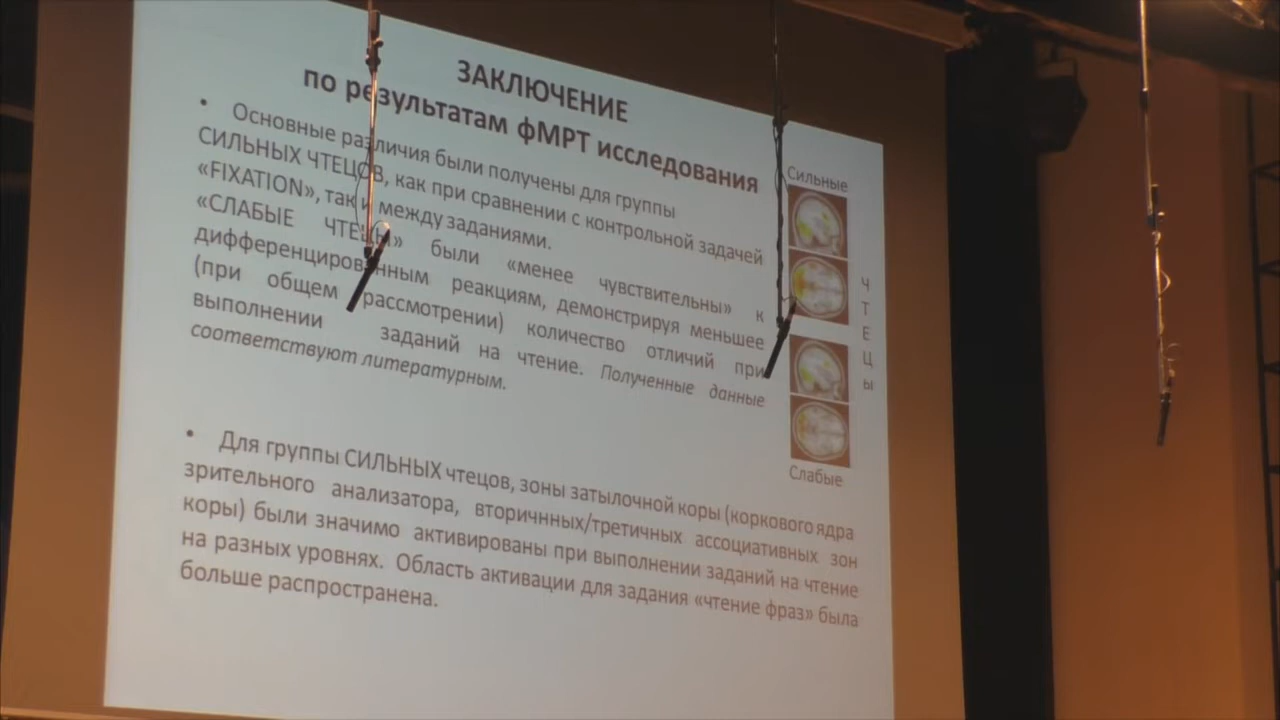 ЗАКЛЮЧЕНИЕ
по результатам фМРТ исследования
• Основные различия были получены для группы
СИЛЬНЫХ ЧТЕЦОВ, как при сравнении с контрольной задачей
«FIXATION», так и между заданиями.
«СЛАБЫЕ ЧТЕЦЫ» были «менее чувствительны» к
дифференцированным реакциям, демонстрируя меньшее
(при общем рассмотрении) количество отличий при
выполнении заданий на чтение. Полученные данные
соответствуют литературным.
• Для группы СИЛЬНЫХ чтецов, зоны затылочной коры (коркового ядра
зрительного анализатора, вторичнных/третичных ассоциативных зон
коры) были значимо активированы при выполнении заданий на чтение
на разных уровнях. Область активации для задания «чтение фраз» была
больше распространена.
Сильные
ЧТЕЦы
Слабые